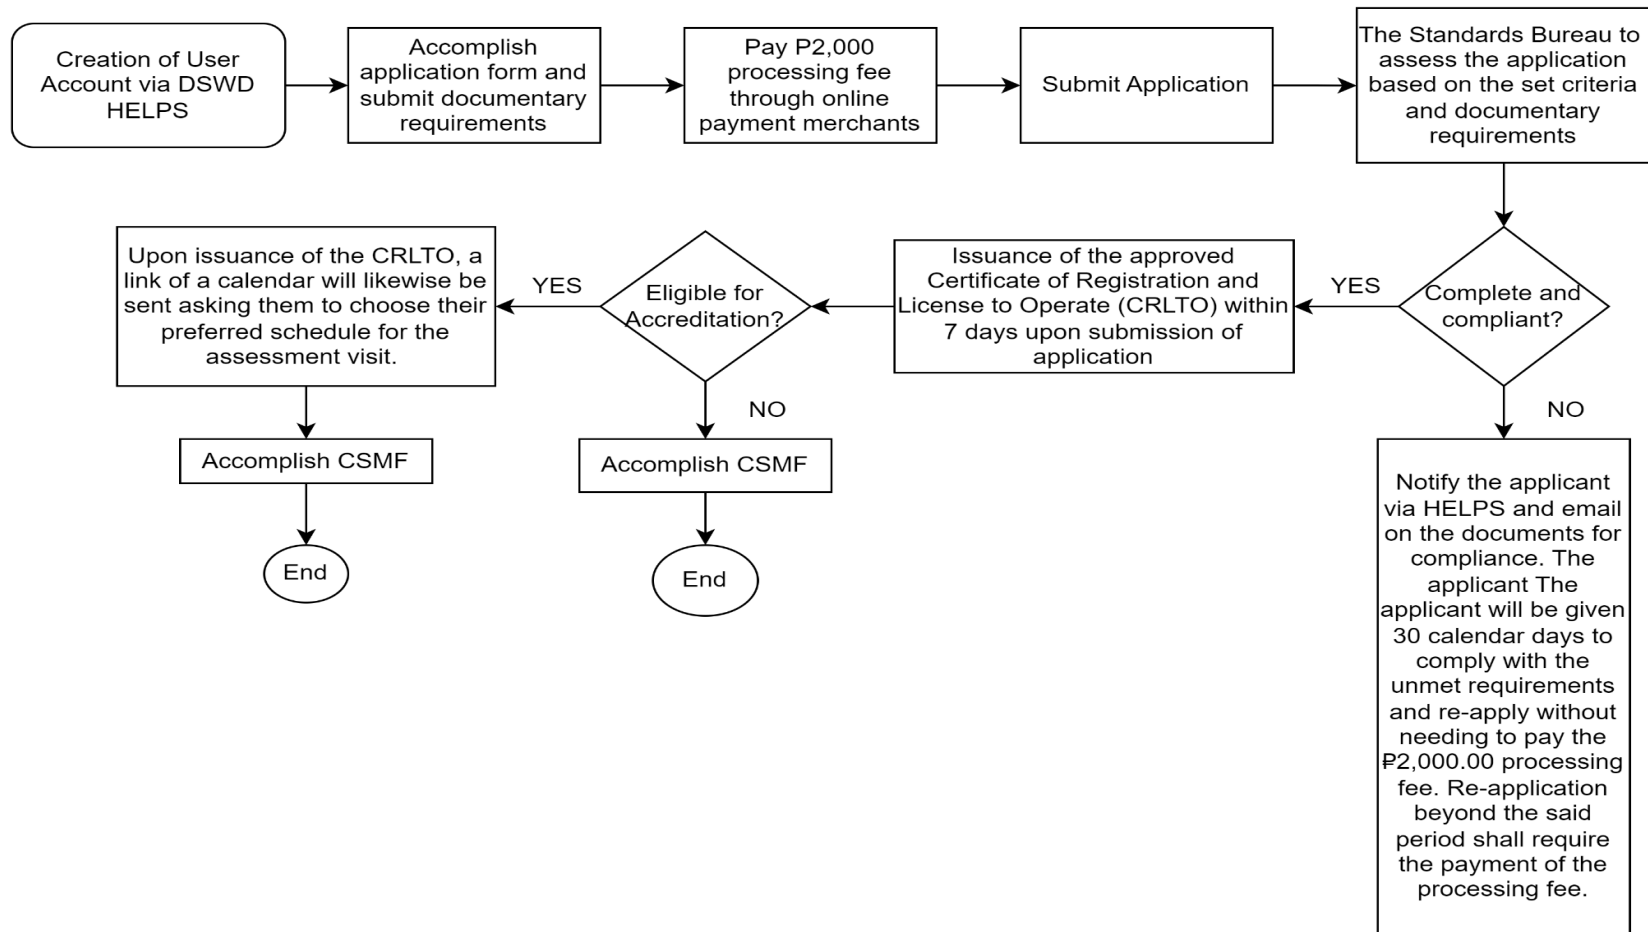 Creation of User
Account via DSWD
HELPS
Accomplish
application form and
submit documentary
requirements
Pay P2,000
processing fee
through online
payment merchants
Submit Application
The Standards Bureau to
assess the application
based on the set criteria
and documentary
requirements
Complete and
compliant?
YES
NO
Issuance of the approved
Certificate of Registration and
License to Operate (CRLTO) within
7 days upon submission of
application
Eligible for
Accreditation?
YES
NO
Upon issuance of the CRLTO, a
link of a calendar will likewise be
sent asking them to choose their
preferred schedule for the
assessment visit.
Accomplish CSMF
End
Accomplish CSMF
End
Notify the applicant
via HELPS and email
on the documents for
compliance. The
applicant The
applicant will be given
30 calendar days to
comply with the
unmet requirements
and re-apply without
needing to pay the
₽2,000.00 processing
fee. Re-application
beyond the said
period shall require
the payment of the
processing fee.